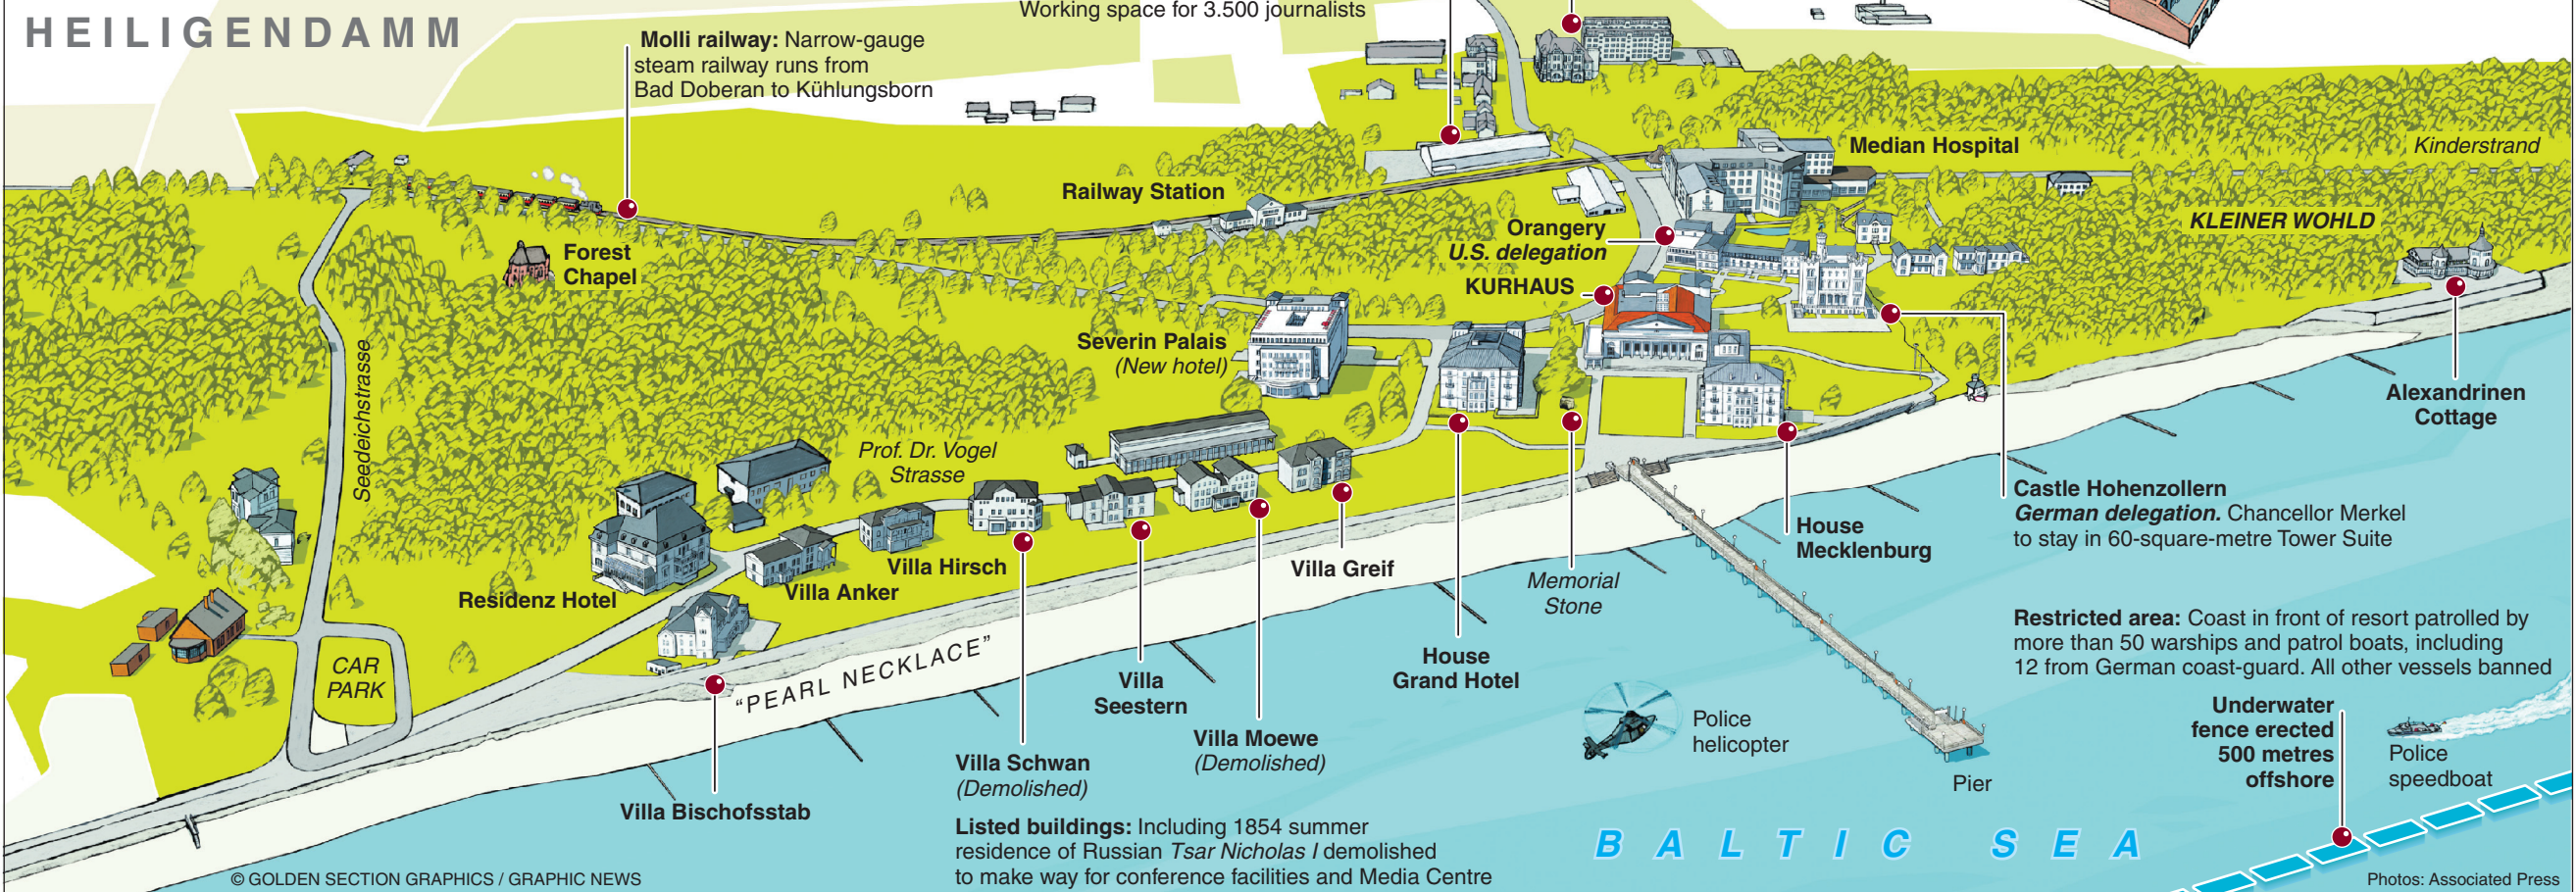 HEILIGENDAMM
Working space for 3.500 journalists
Molli railway: Narrow-gauge
steam railway runs from
Bad Doberan to Kühlungsborn
Median Hospital
Kinderstrand
Railway Station
KLEINER WOHLD
Orangery
U.S. delegation
KURHAUS
Forest
Chapel
Severin Palais
(New hotel)
Seedeichstrasse
Alexandrinen
Cottage
Prof. Dr. Vogel
Strasse
Castle Hohenzollern
German delegation. Chancellor Merkel
to stay in 60-square-metre Tower Suite
House
Mecklenburg
Villa Greif
Villa Hirsch
Villa Anker
Residenz Hotel
Memorial
Stone
Restricted area: Coast in front of resort patrolled by
more than 50 warships and patrol boats, including
12 from German coast-guard. All other vessels banned
CAR
PARK
"PEARL NECKLACE"
House
Grand Hotel
Villa
Seestern
Villa Moewe
(Demolished)
Villa Schwan
(Demolished)
Villa Bischofsstab
Police
helicopter
Pier
Underwater
fence erected
500 metres
offshore
Police
speedboat
Listed buildings: Including 1854 summer
residence of Russian Tsar Nicholas I demolished
to make way for conference facilities and Media Centre
BALTIC SEA
© GOLDEN SECTION GRAPHICS / GRAPHIC NEWS
Photos: Associated Press